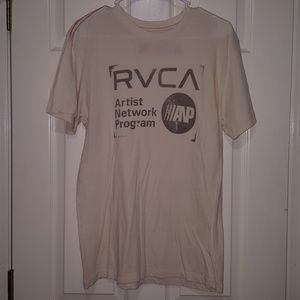 RVCA
Artist
Network
Program
ANP